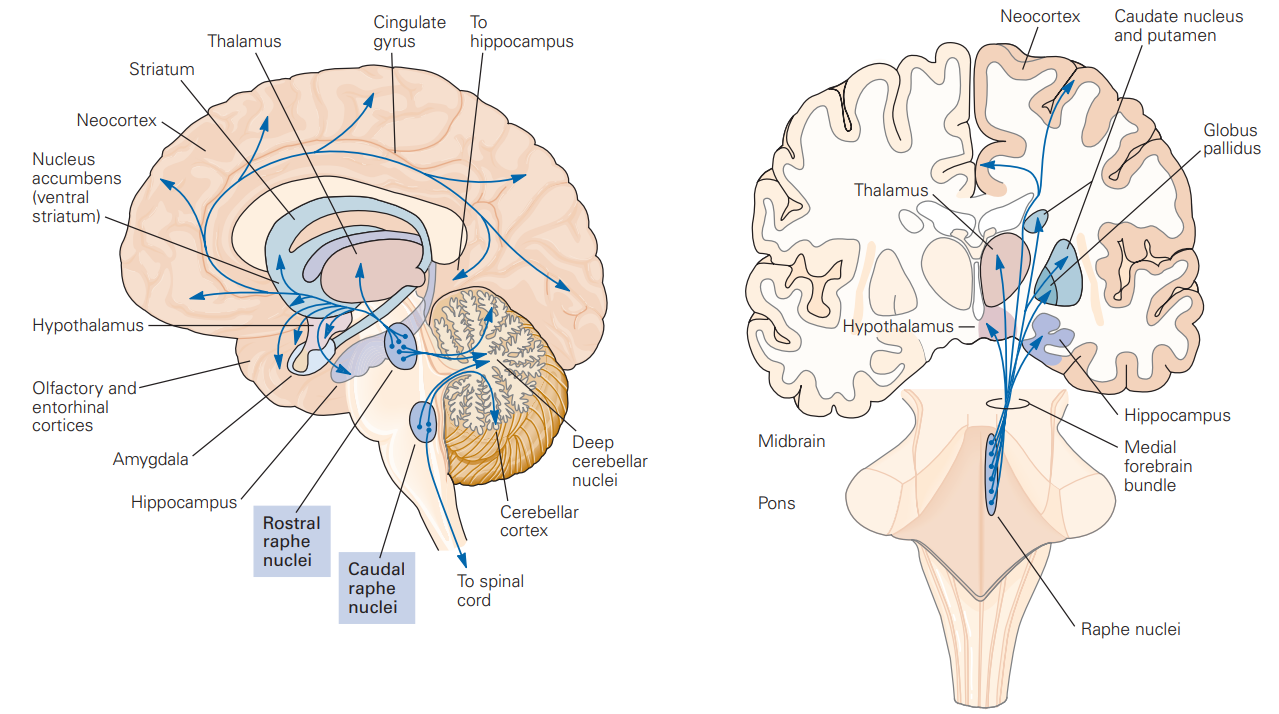 Cingulate
gyrus
To
hippocampus
Thalamus
Striatum
Neocortex
Nucleus
accumbens
(ventral
striatum)
Hypothalamus
Olfactory and
entorhinal
cortices
Amygdala
Hippocampus
Rostral
raphe
nuclei
Caudal
raphe
nuclei
To spinal
cord
Cerebellar
cortex
Deep
cerebellar
nuclei
Neocortex
Caudate nucleus
and putamen
Globus
pallidus
Thalamus
Hypothalamus
Hippocampus
Medial
forebrain
bundle
Midbrain
Pons
Raphe nuclei